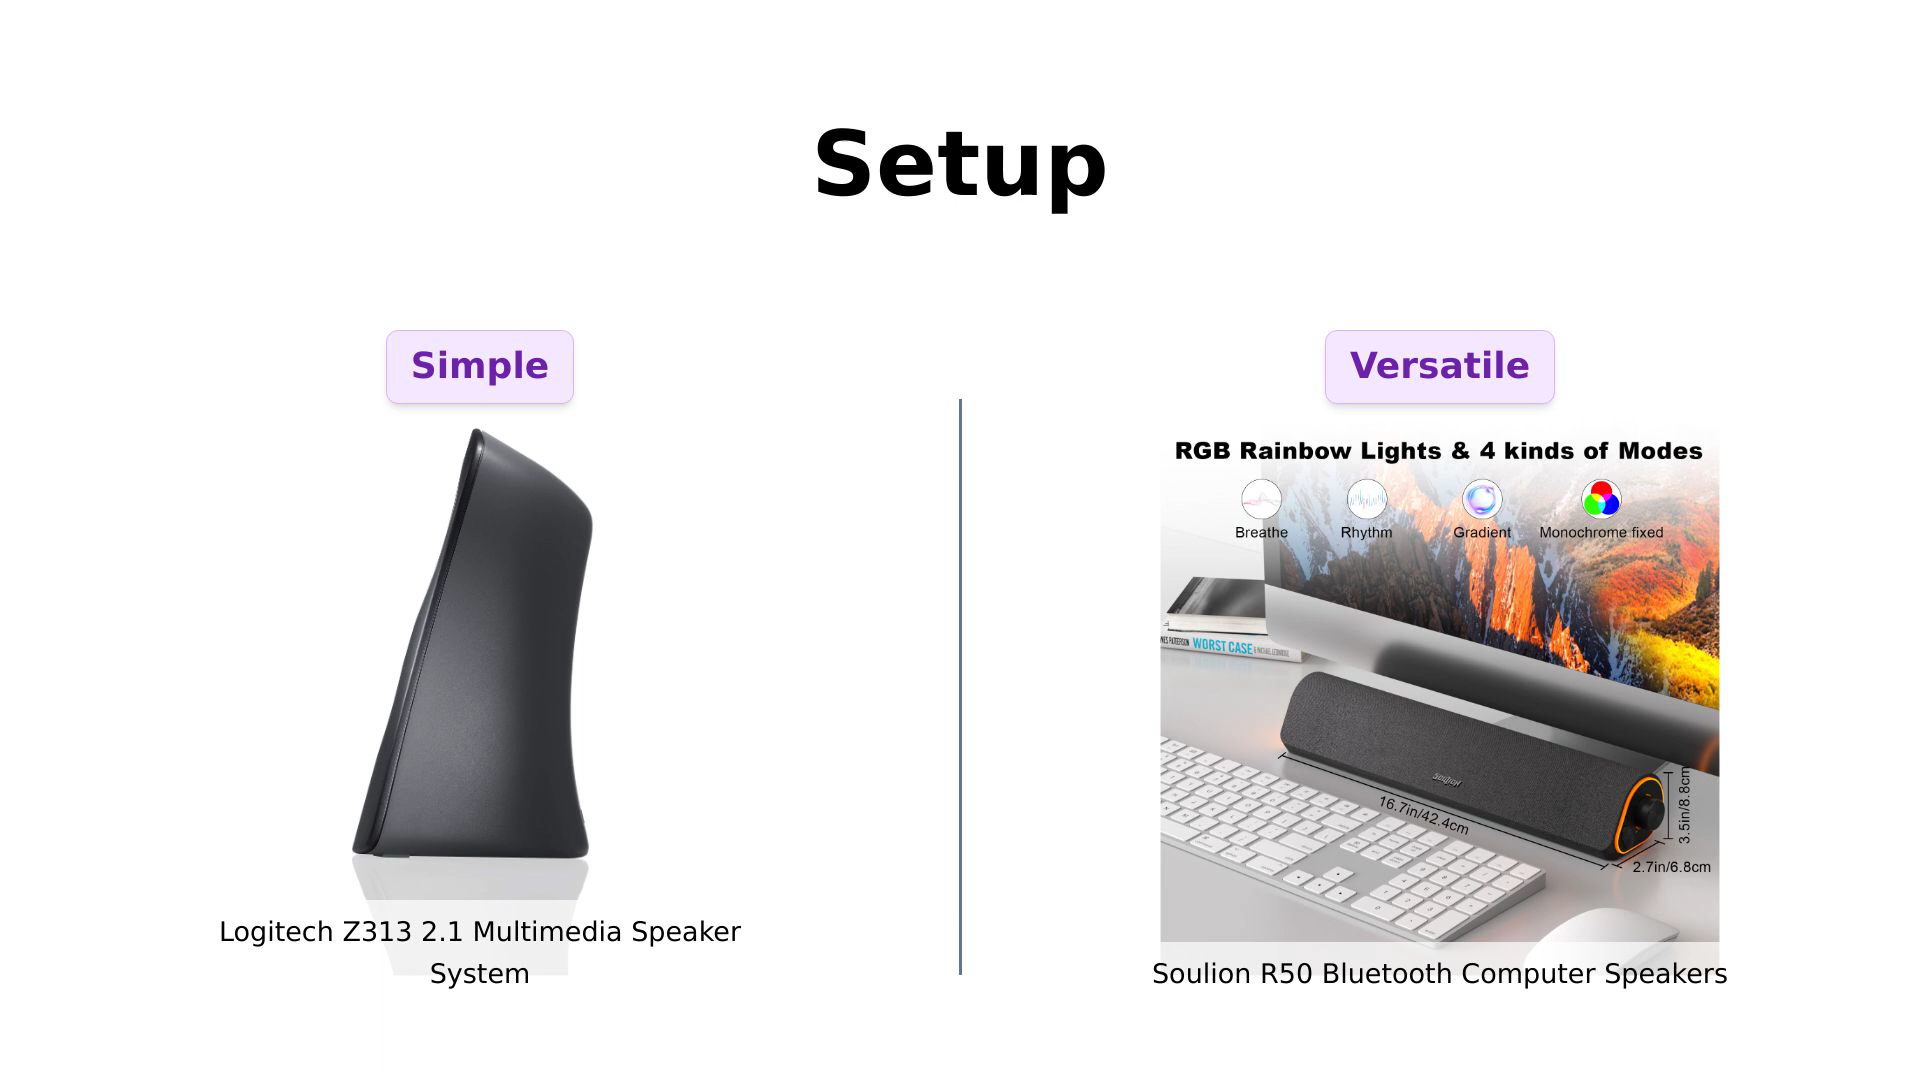 Setup
Simple
Logitech Z313 2.1 Multimedia Speaker
System
Versatile
RGB Rainbow Lights & 4 kinds of Modes
Breathe Rhythm Gradient Monochrome fixed
WORST CASE
Soulion
16.7in/42.4cm
3.5in/8.8cm
2.7in/6.8cm
Soulion R50 Bluetooth Computer Speakers